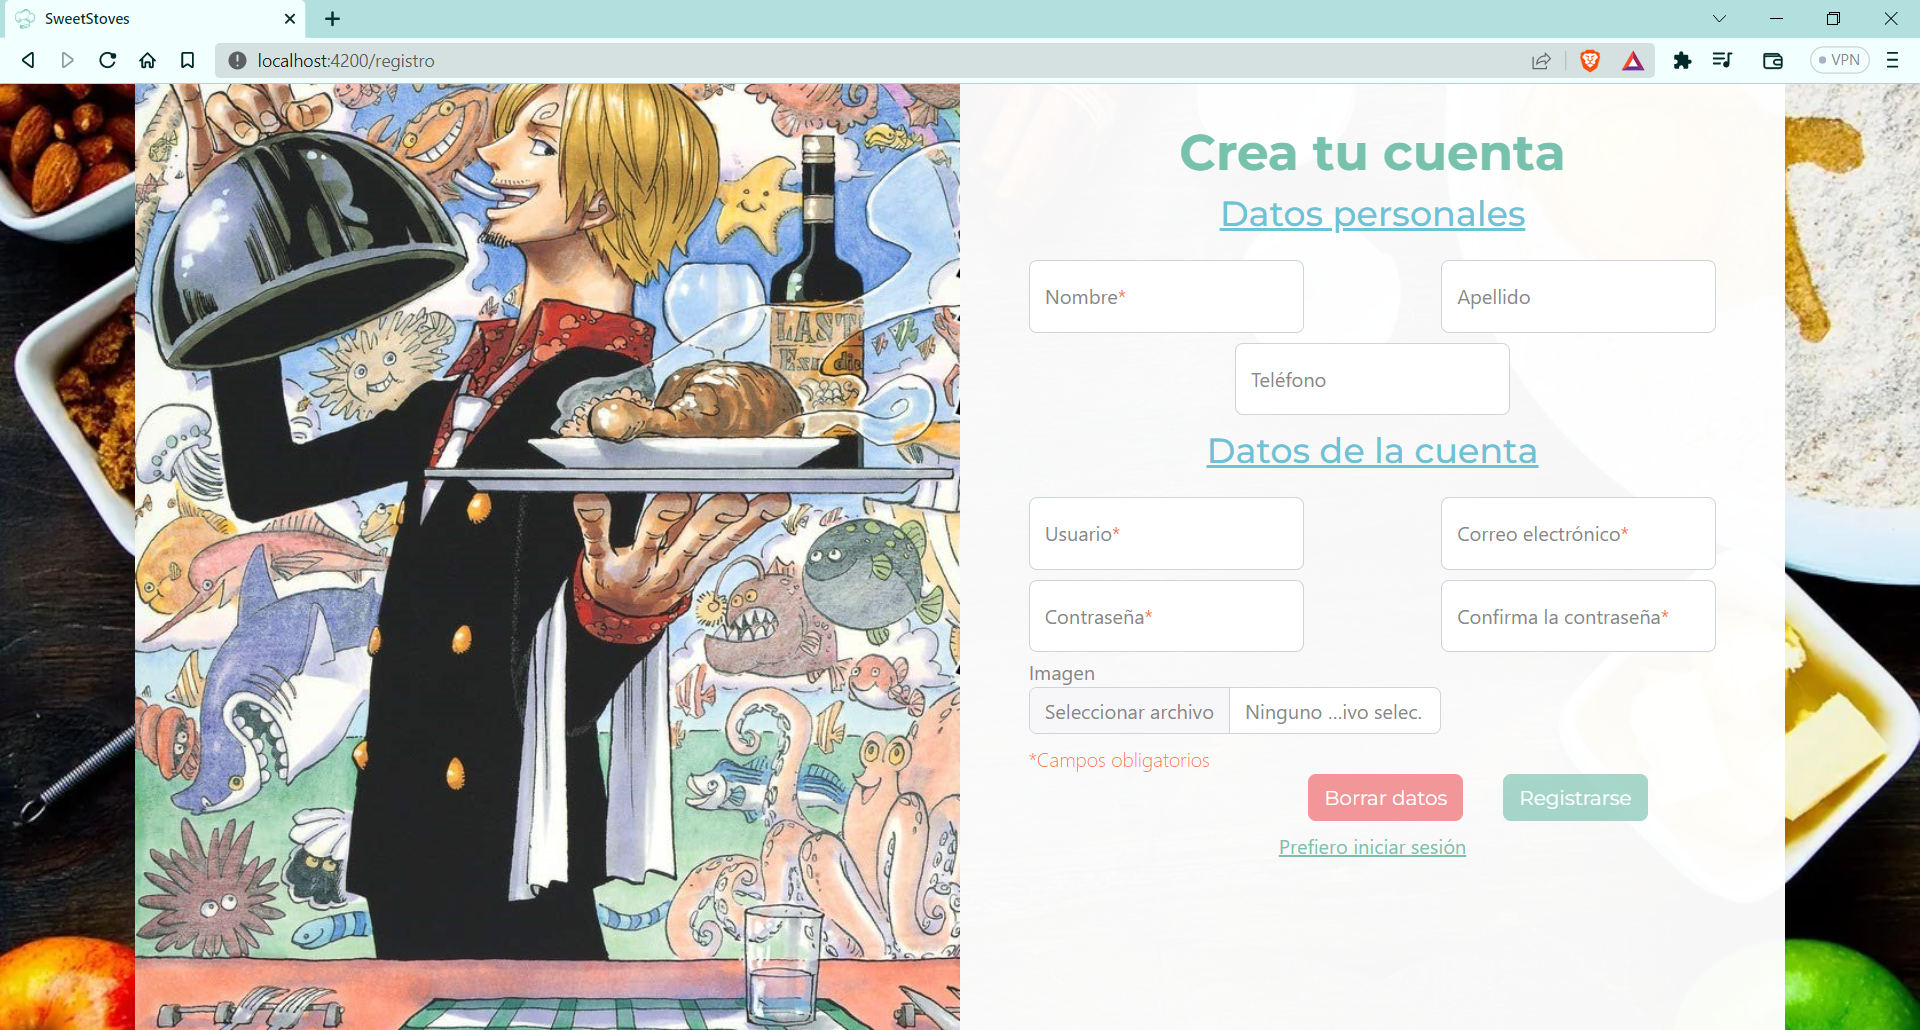 SweetStoves
localhost:4200/registro
VPN
Crea tu cuenta
Datos personales
Nombre*
Apellido
Teléfono
Datos de la cuenta
Usuario*
Correo electrónico*
Contraseña*
Confirma la contraseña*
Imagen
Seleccionar archivo
Ninguno ...ivo selec.
*Campos obligatorios
Borrar datos
Registrarse
Prefiero iniciar sesión
LAST